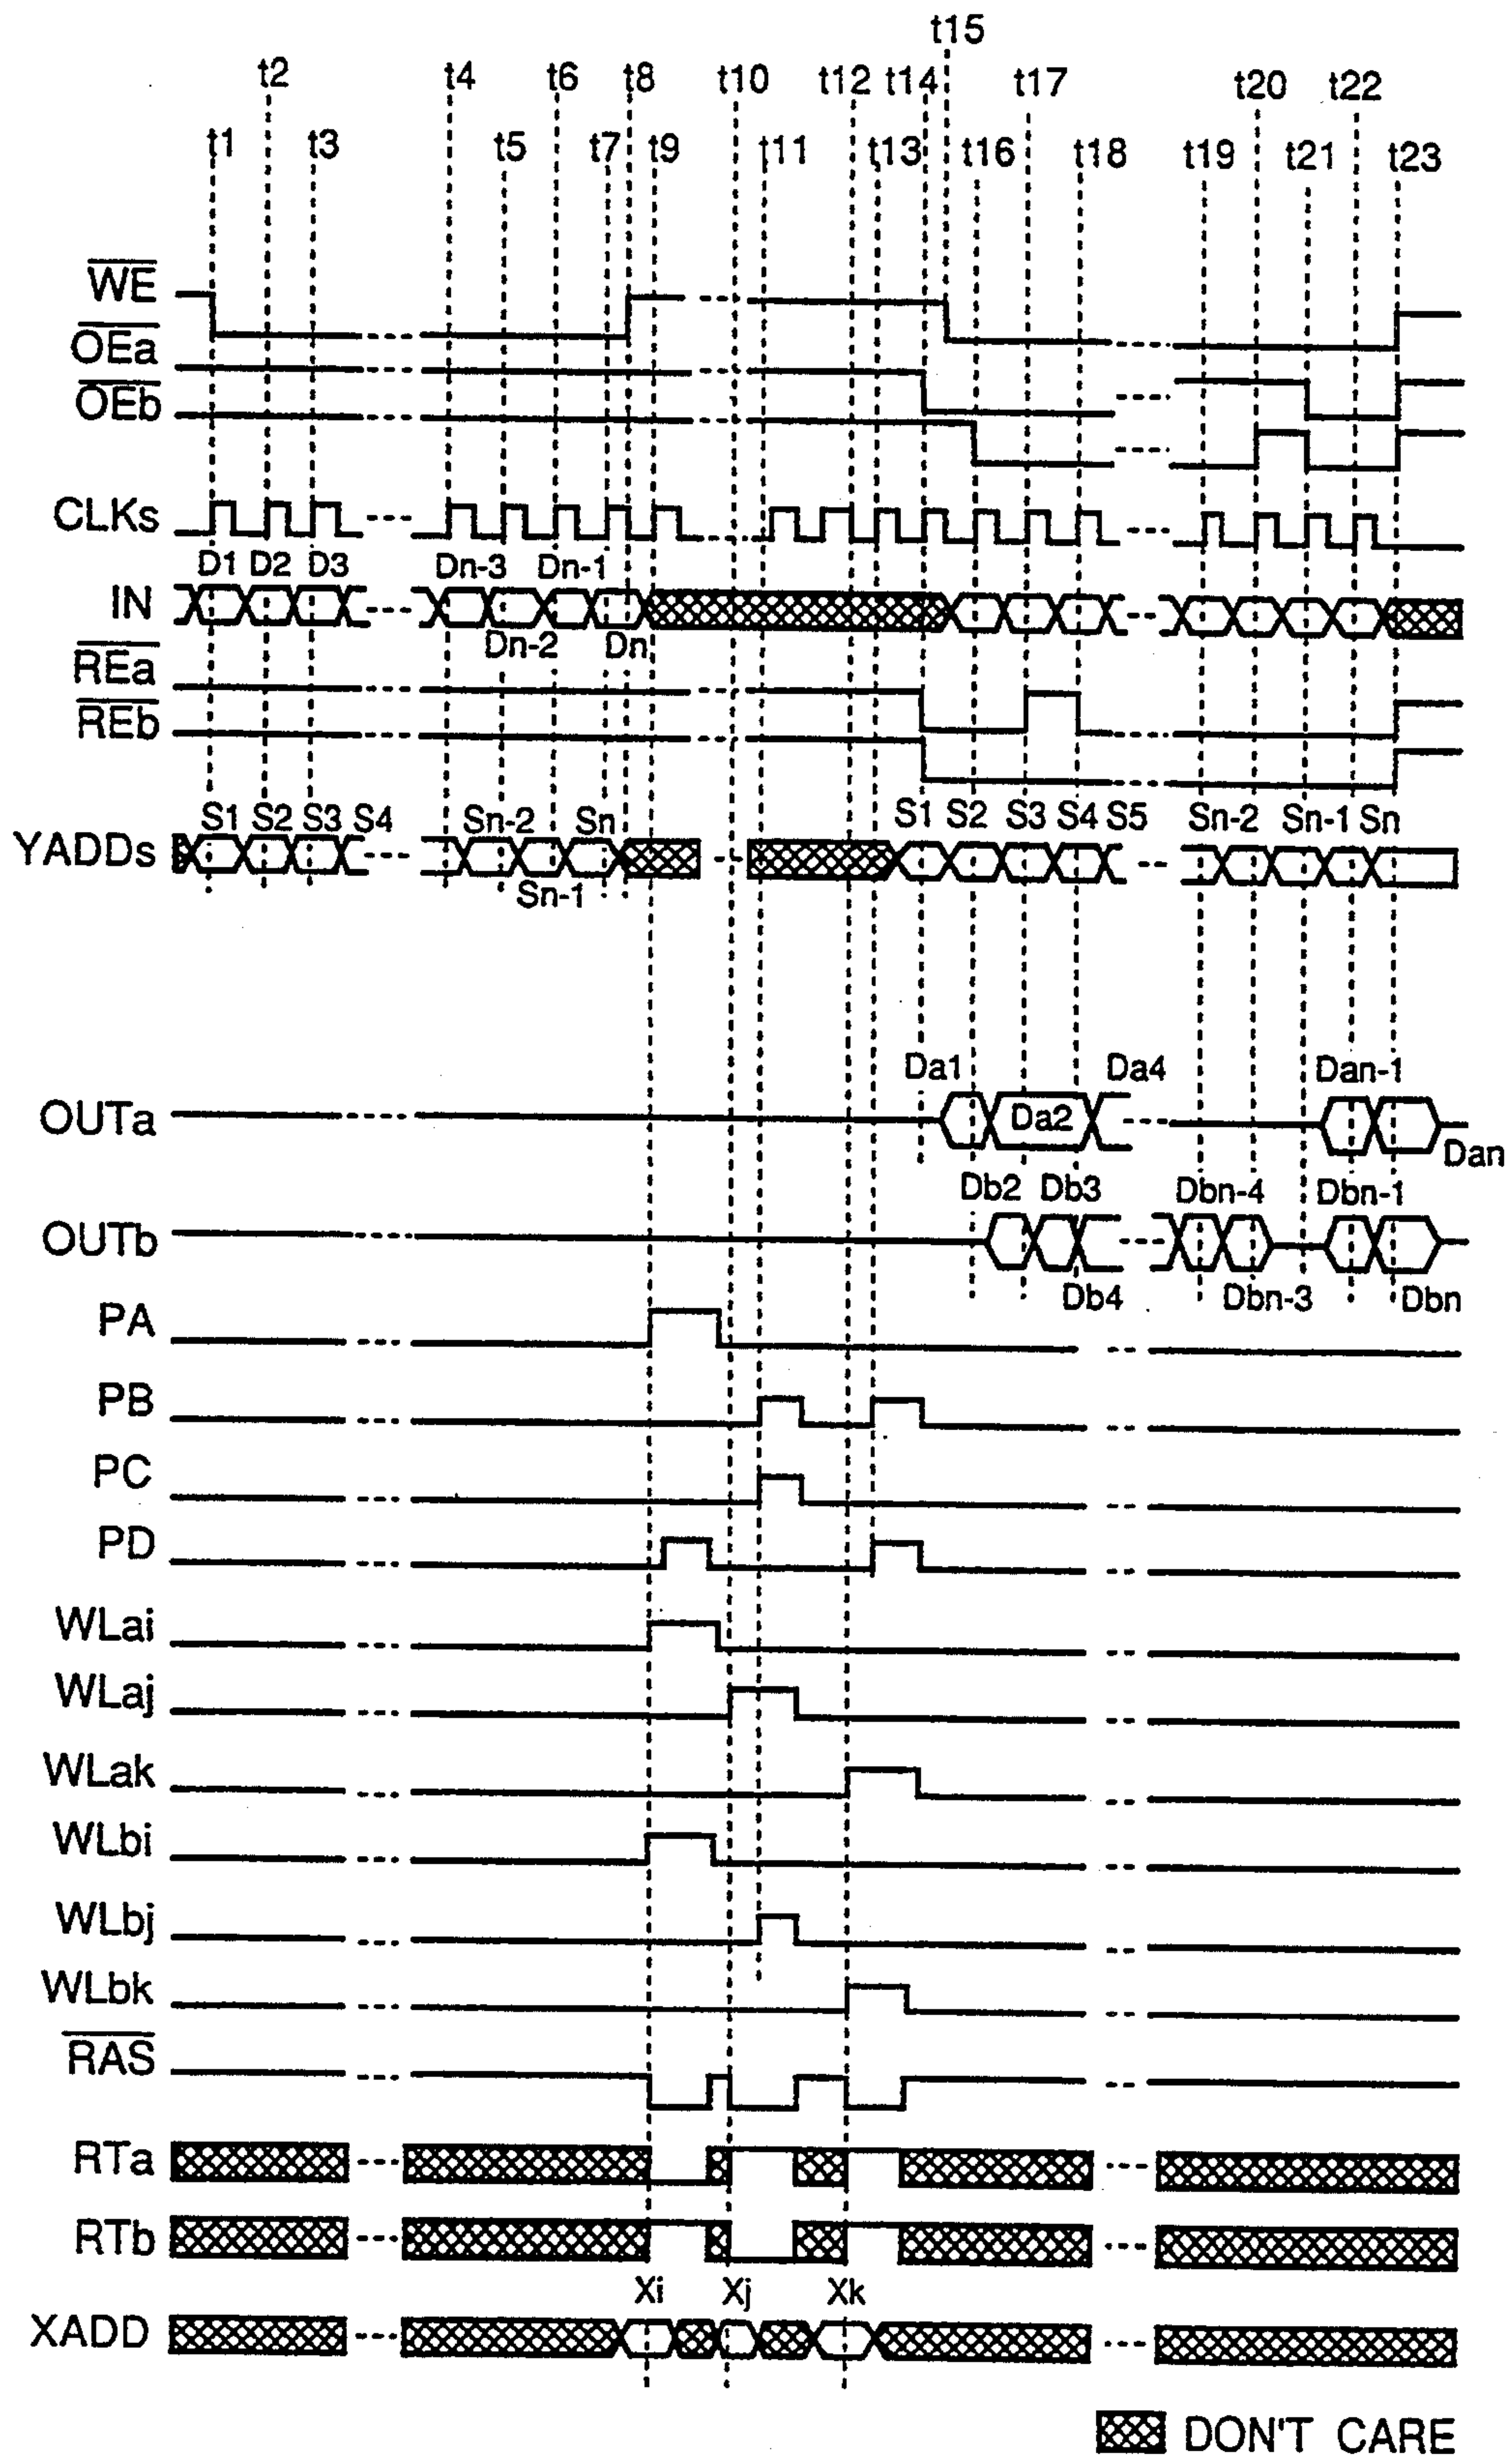 t15
t2 t4 t6 t8 t10 t12 t14 t17 t20 t22
t1 t3 t5 t7 t9 t11 t13 t16 t18 t19 t21 t23
WE
OEa
OEb
CLKs
D1 D2 D3 Dn-3 Dn-1
IN
Dn-2 Dn
REa
REb
S1 S2 S3 S4 Sn-2 Sn S1 S2 S3 S4 S5 Sn-2 Sn-1 Sn
YADDs
Sn-1
Da1 Da4 Dan-1
OUTa Da2
Dan
Db2 Db3 Dbn-4 Dbn-1
OUTb
Db4 Dbn-3 Dbn
PA
PB
PC
PD
WLai
WLaj
WLak
WLbi
WLbj
WLbk
RAS
RTa
RTb
Xi Xj Xk
XADD
DON'T CARE